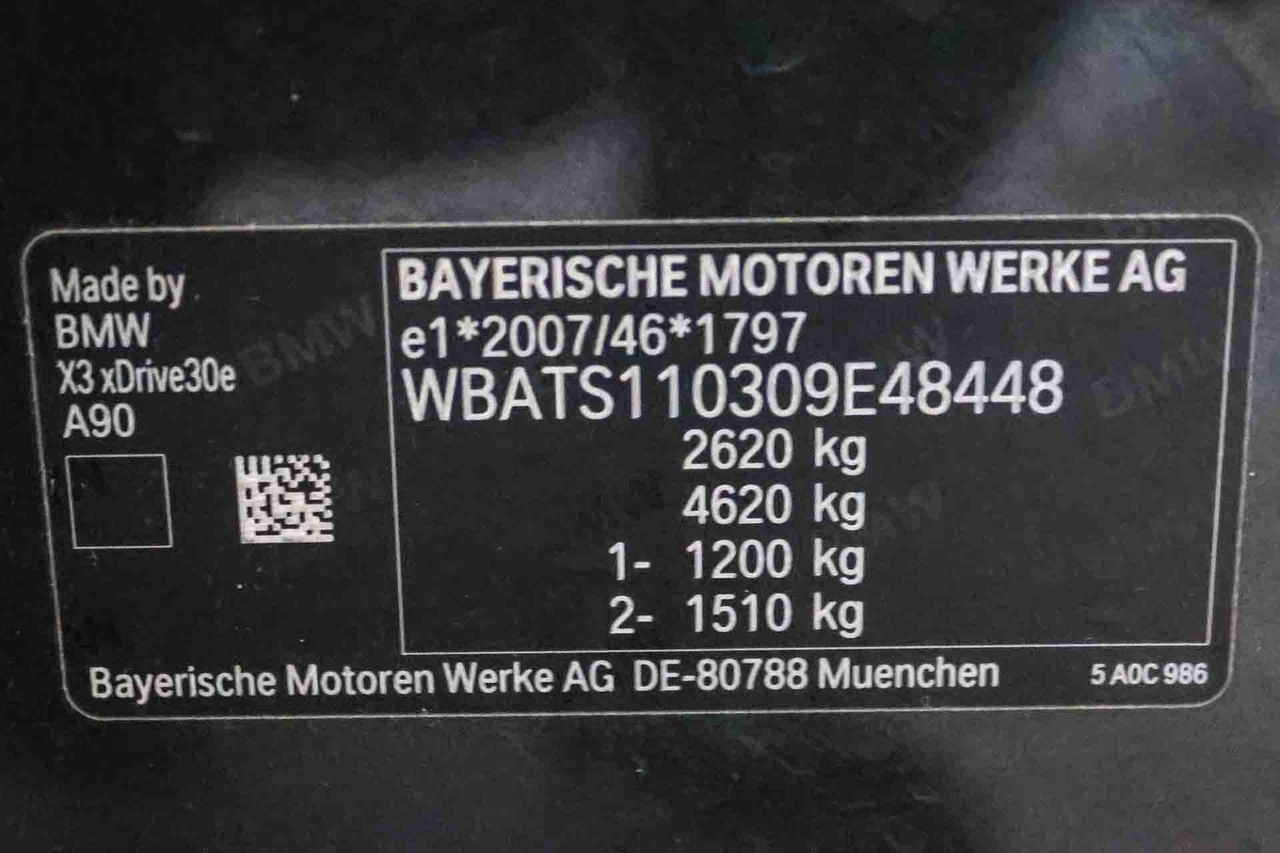 Made by
BMW
X3 xDrive30e
A90
BAYERISCHE MOTOREN WERKE AG
e1*2007/46*1797
WBATS110309E48448
2620 kg
4620 kg
1- 1200 kg
2- 1510 kg
Bayerische Motoren Werke AG DE-80788 Muenchen
5 A0C 986